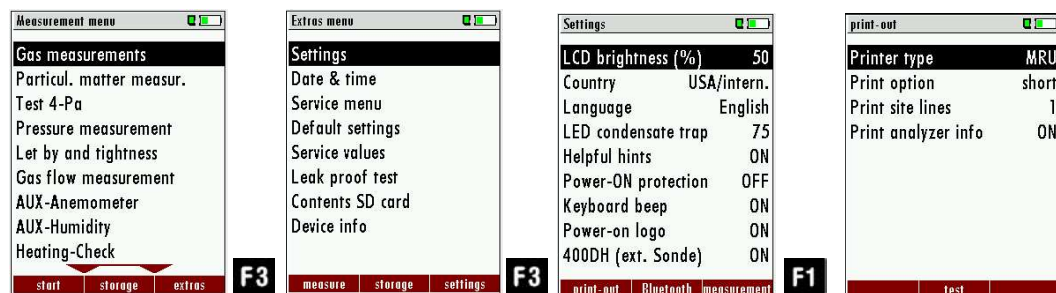 Measurement menu
Gas measurements
Particul. matter measur.
Test 4-Pa
Pressure measurement
Let by and tightness
Gas flow measurement
AUX-Anemometer
AUX-Humidity
Heating-Check
start storage extras
F3
Extras menu
Settings
Date & time
Service menu
Default settings
Service values
Leak proof test
Contents SD card
Device info
measure storage settings
F3
Settings
LCD brightness (%) 50
Country USA/intern.
Language English
LED condensate trap 75
Helpful hints ON
Power-ON protection OFF
Keyboard beep ON
Power-on logo ON
400DH (ext. Sonde) ON
print-out Bluetooth measurement
F1
print-out
Printer type MRU
Print option short
Print site lines 1
Print analyzer info ON
test